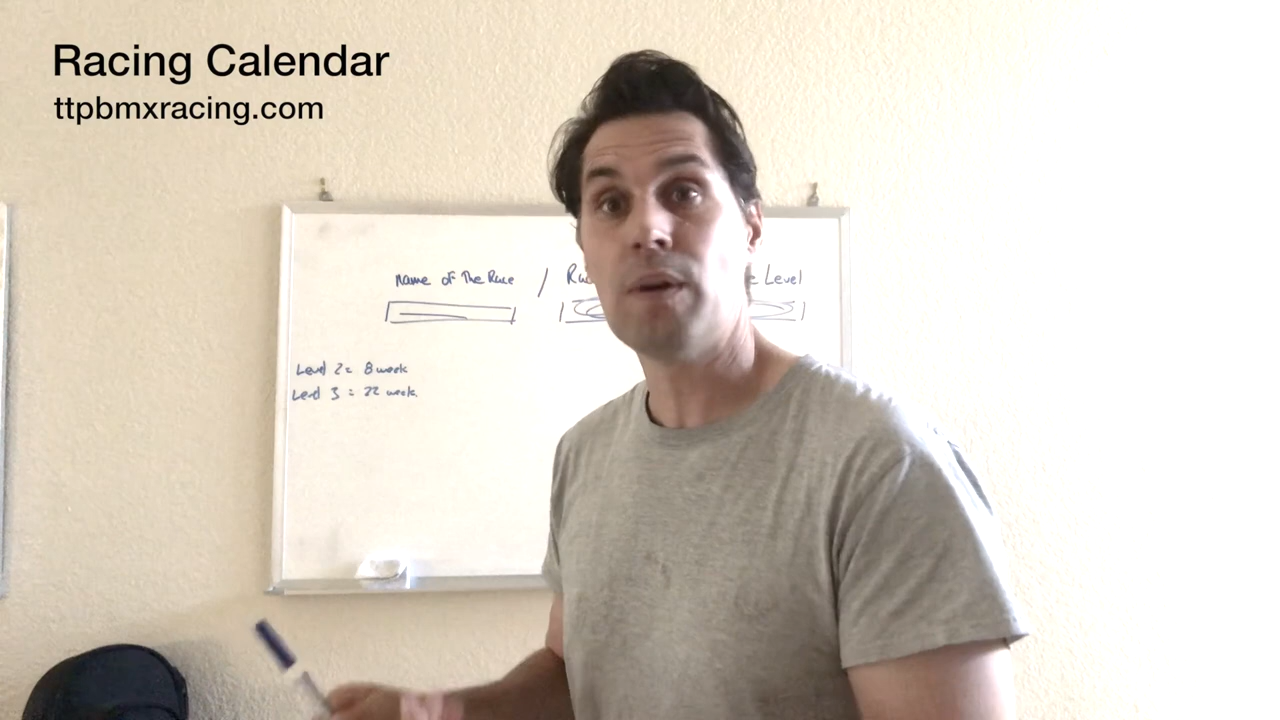 Racing Calendar
ttpbmxracing.com
Name of The Race / Level
Level 2 = 8 week
Level 3 = 22 week.